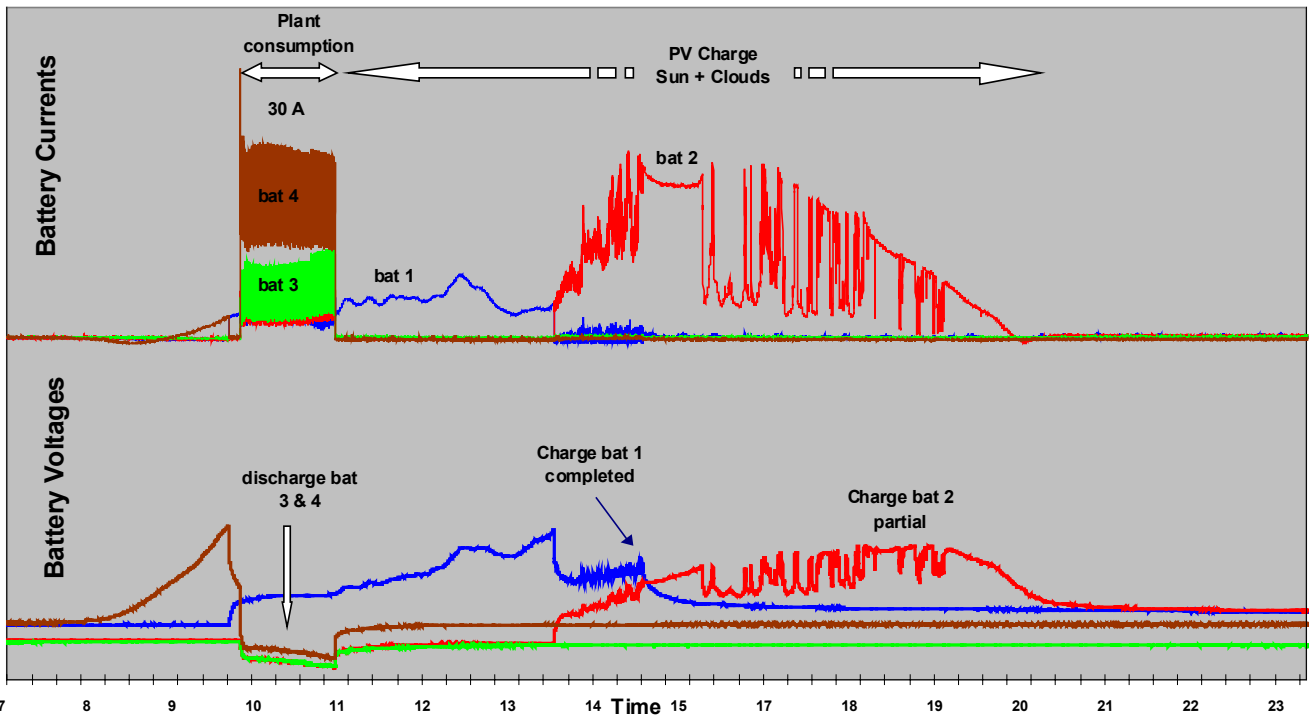 Plant
consumption
PV Charge
Sun + Clouds
30 A
Battery Currents
bat 4
bat 3
bat 1
bat 2
Battery Voltages
discharge bat
3 & 4
Charge bat 1
completed
Charge bat 2
partial
7 8 9 10 11 12 13 14 Time 15 16 17 18 19 20 21 22 23